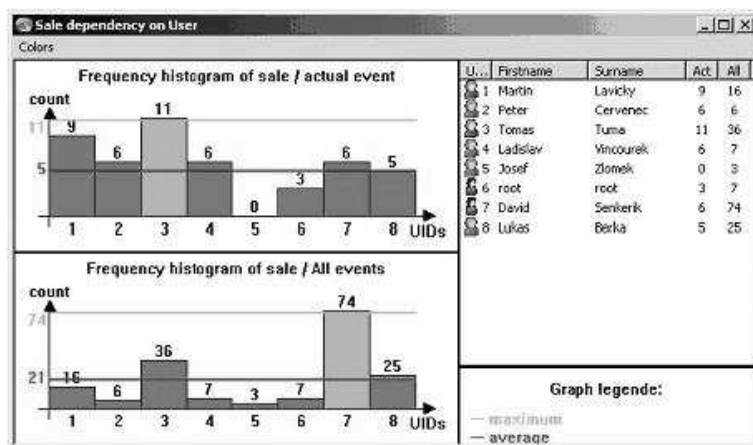 Sale dependency on User
Colors
Frequency histogram of sale / actual event
count
11
5
9 6 11 6 0 3 6 5
1 2 3 4 5 6 7 8 UIDs
Frequency histogram of sale / All events
count
74
21
16 6 36 7 3 7 74 25
1 2 3 4 5 6 7 8 UIDs
U... Firstname Surname Act All
1 Martin Lavicky 9 16
2 Peter Cervenec 6 6
3 Tomas Tuma 11 36
4 Ladislav Vincourek 6 7
5 Josef Zlomek 0 3
6 root root 3 7
7 David Senkerik 6 74
8 Lukas Berka 5 25
Graph legende:
maximum
average